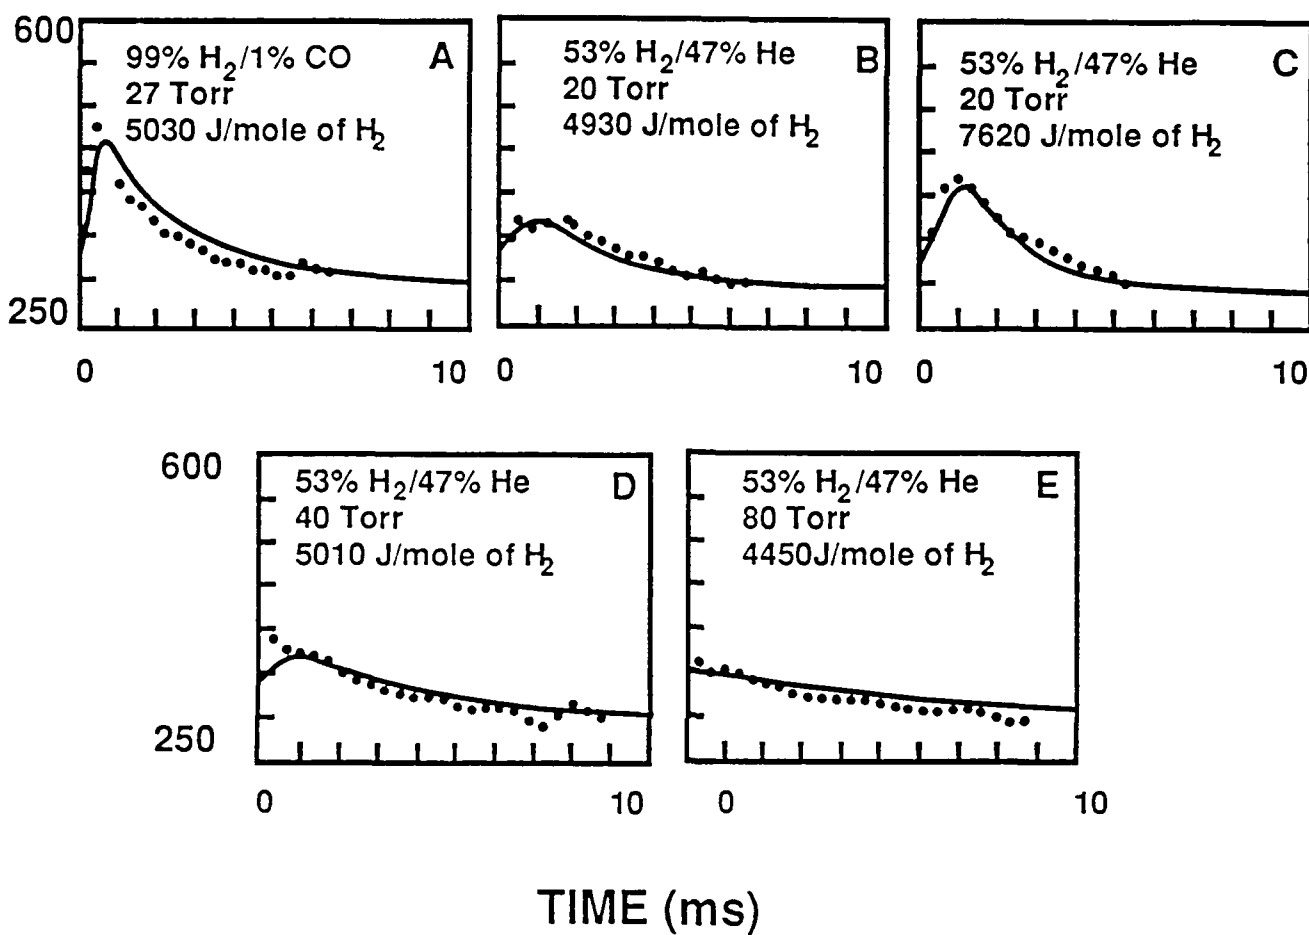 600
250
99% H2/1% CO
27 Torr
5030 J/mole of H2
A
0
10
53% H2/47% He
20 Torr
4930 J/mole of H2
B
0
10
53% H2/47% He
20 Torr
7620 J/mole of H2
C
10
600
250
53% H2/47% He
40 Torr
5010 J/mole of H2
D
0
10
53% H2/47% He
80 Torr
4450J/mole of H2
E
0
10
0
TIME (ms)